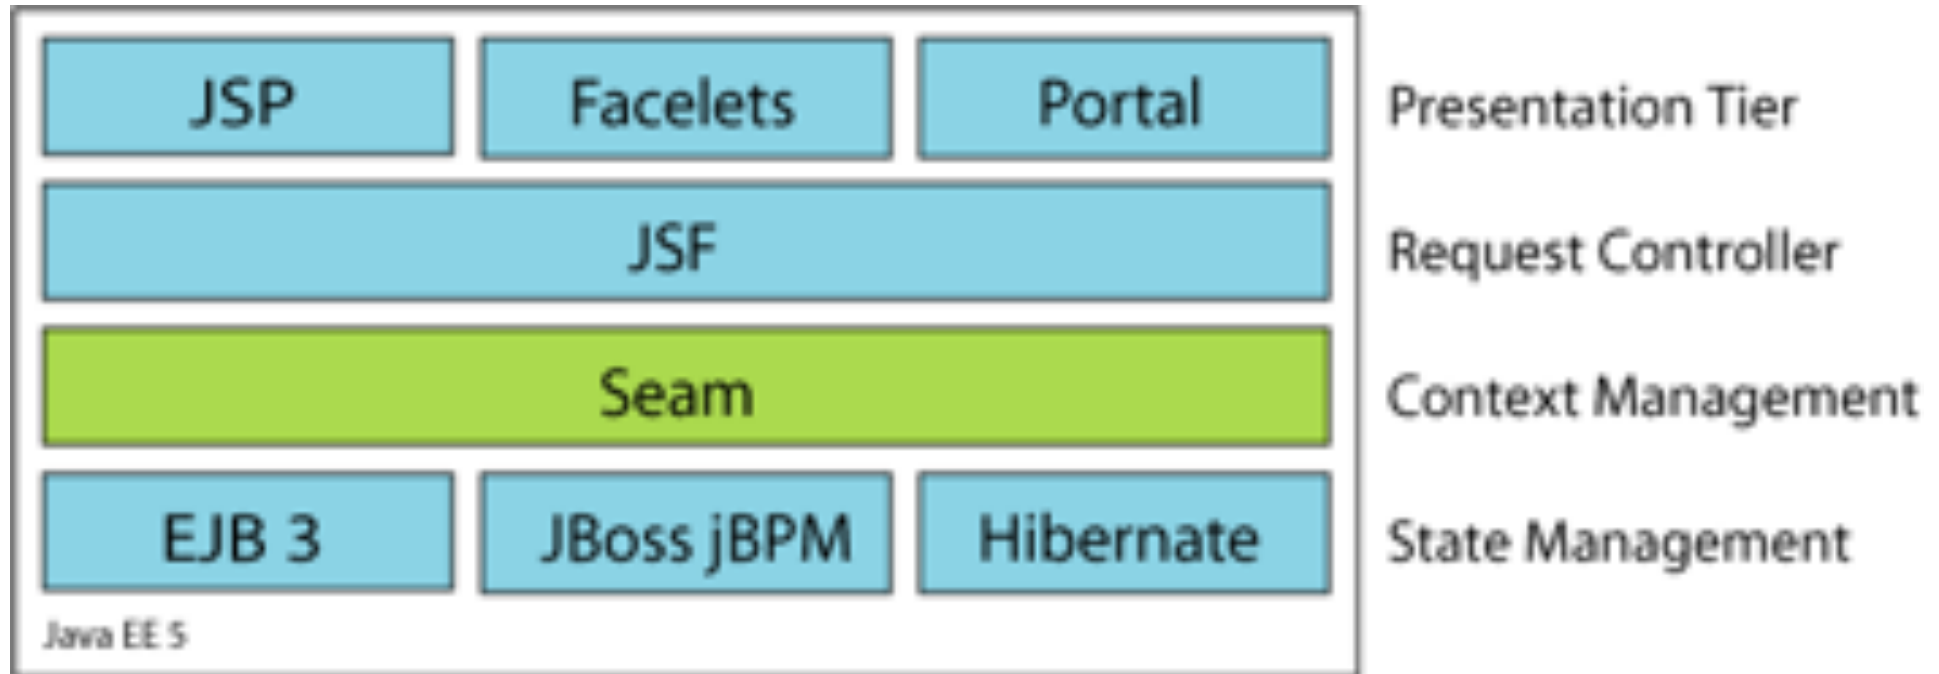 JSP Facelets Portal Presentation Tier
JSF Request Controller
Seam Context Management
EJB 3 JBoss jBPM Hibernate State Management
Java EE 5